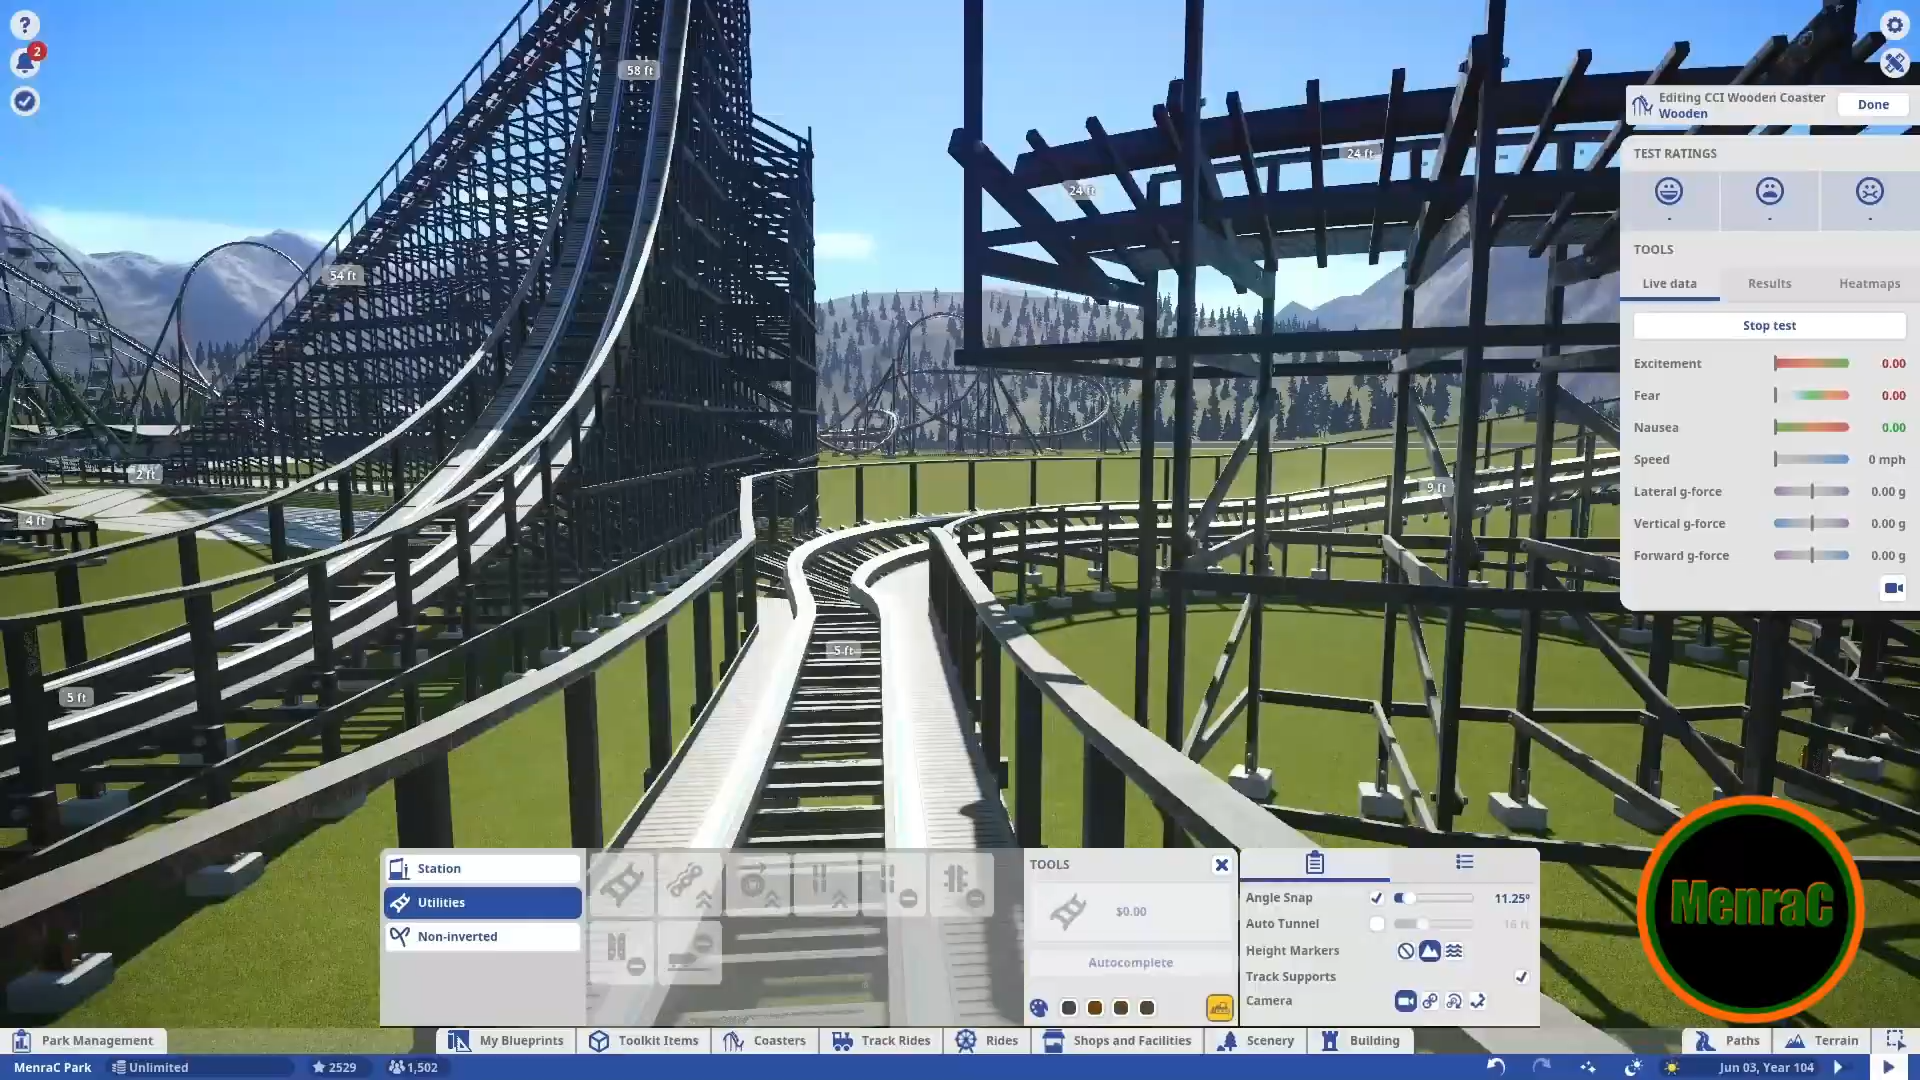 ?
2
58 ft
54 ft
24 ft
24 ft
2 ft
4 ft
9 ft
5 ft
5 ft
Editing CCI Wooden Coaster
Wooden
Done
TEST RATINGS
- - -
TOOLS
Live data Results Heatmaps
Stop test
Excitement 0.00
Fear 0.00
Nausea 0.00
Speed 0 mph
Lateral g-force 0.00 g
Vertical g-force 0.00 g
Forward g-force 0.00 g
Station
Utilities
Non-inverted
TOOLS
$0.00
Autocomplete
Angle Snap 11.25°
Auto Tunnel 16 ft
Height Markers
Track Supports
Camera
MenraC
Park Management
My Blueprints Toolkit Items Coasters Track Rides Rides Shops and Facilities Scenery Building Paths Terrain
MenraC Park Unlimited 2529 1,502 Jun 03, Year 104